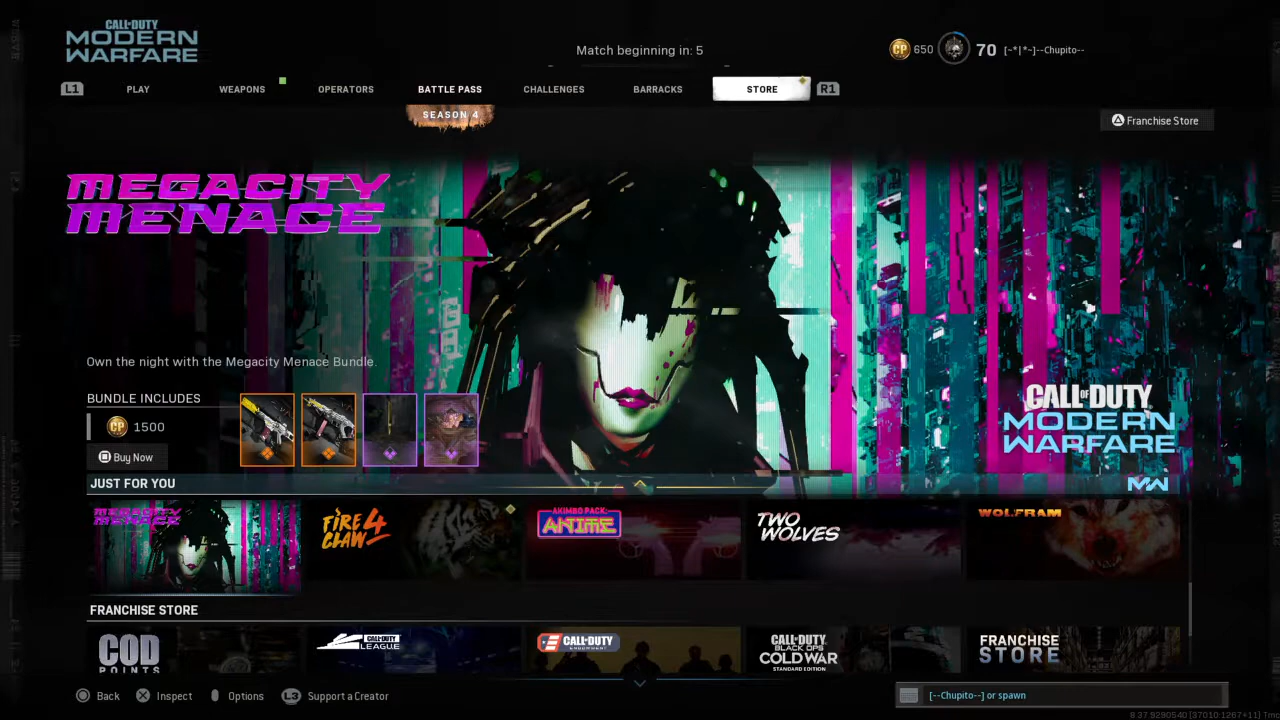 CALL OF DUTY
MODERN
WARFARE
Match beginning in: 5
CP 650
70
[~*|*~]--Chupito--
L1
PLAY
WEAPONS
OPERATORS
BATTLE PASS
CHALLENGES
BARRACKS
STORE
R1
SEASON 4
Franchise Store
MEGACITY
MENACE
Own the night with the Megacity Menace Bundle.
BUNDLE INCLUDES
CP 1500
Buy Now
CALL OF DUTY
MODERN
WARFARE
MW
JUST FOR YOU
MEGACITY
MENACE
FIRE
CLAW 4
AKIMBO PACK:
ANIME
TWO
WOLVES
WOLFRAM
FRANCHISE STORE
COD
POINTS
CALL OF DUTY
LEAGUE
CALL OF DUTY
ENDOWMENT
CALL OF DUTY
BLACK OPS
COLD WAR
STANDARD EDITION
FRANCHISE
STORE
Back
Inspect
Options
L3 Support a Creator
[--Chupito--] or spawn